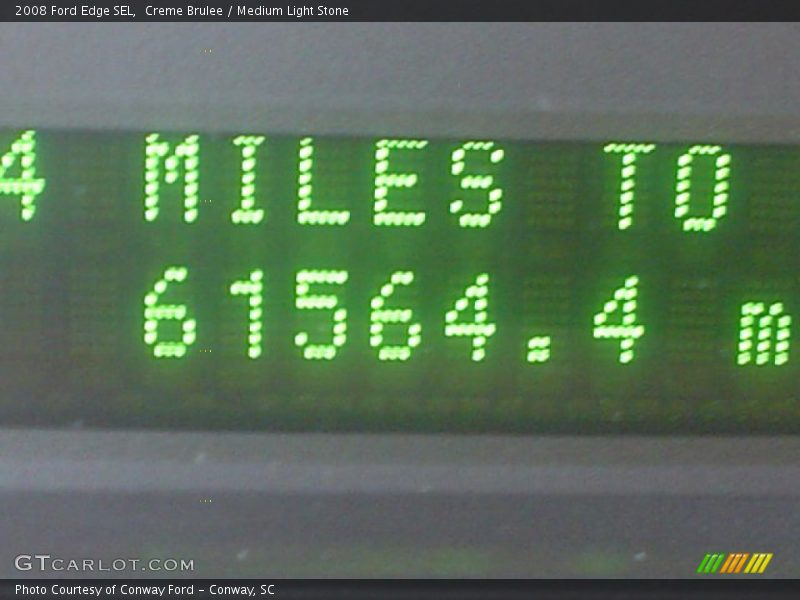 2008 Ford Edge SEL,  Creme Brulee / Medium Light Stone
4 MILES TO
61564.4 m
GTCARLOT.COM
Photo Courtesy of Conway Ford - Conway, SC